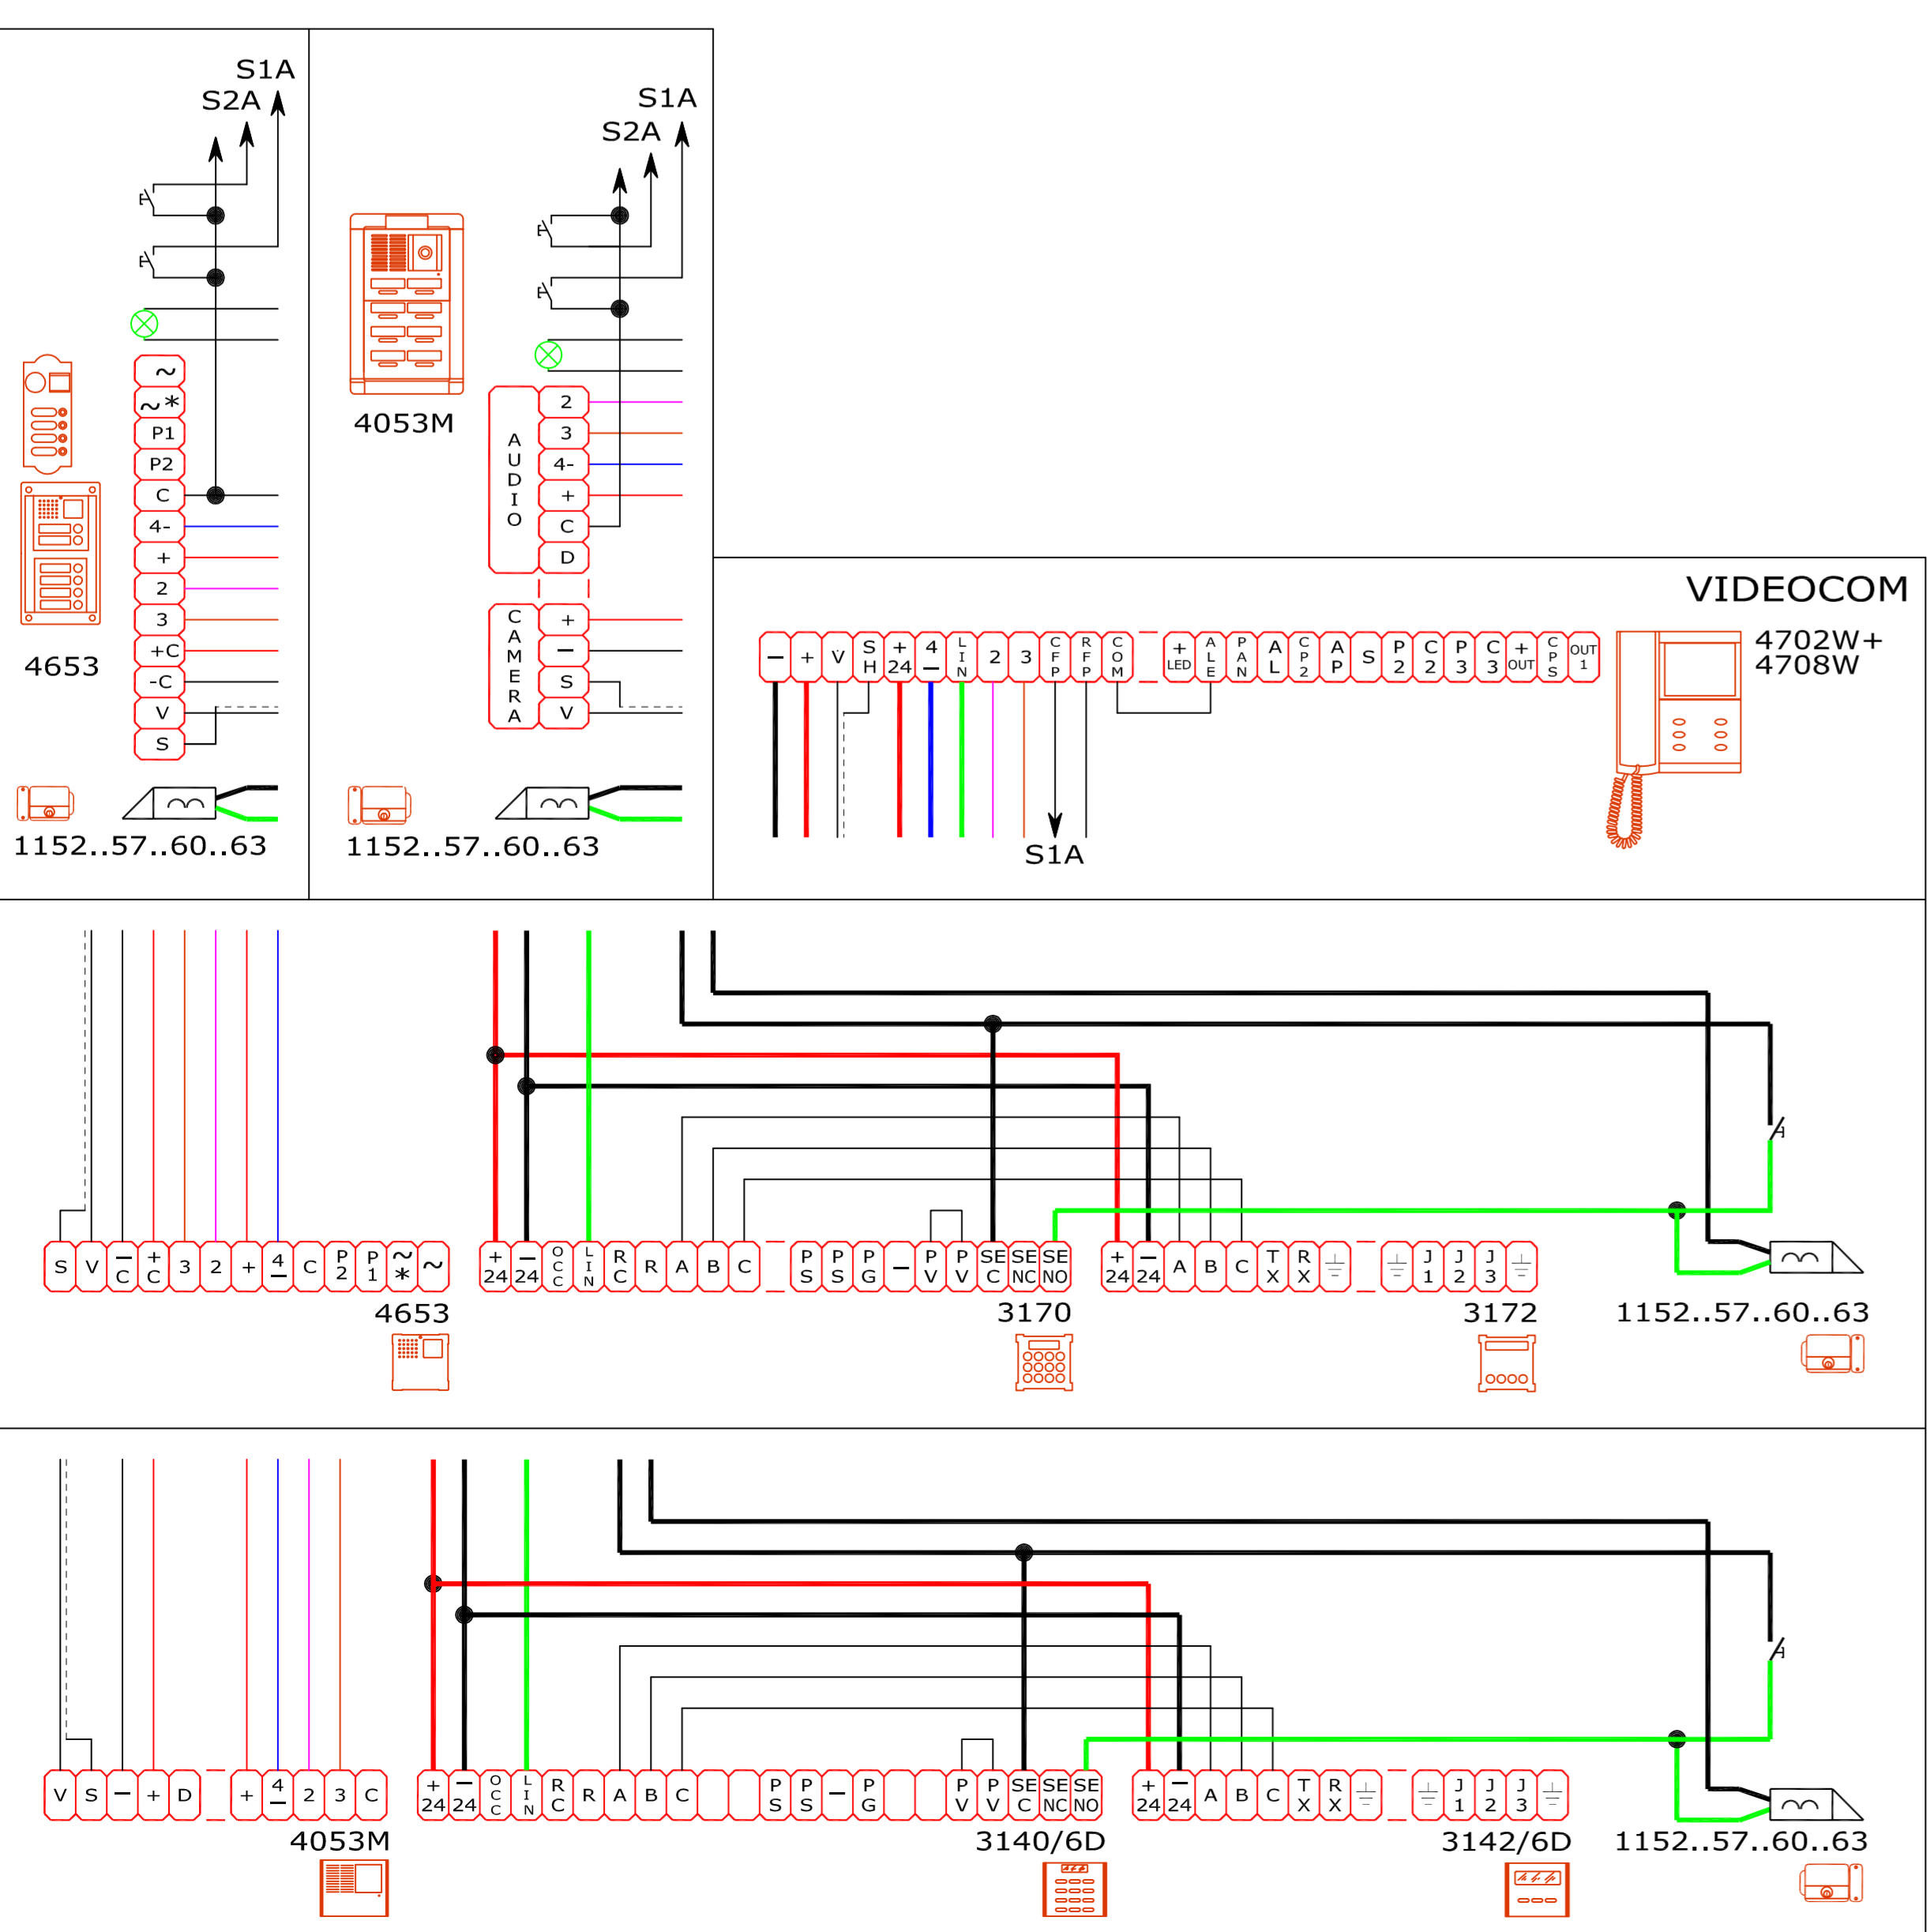 S1A
S2A
~
~*
P1
P2
C
4-
+
2
3
+C
-C
V
S
4653
1152..57..60..63
S1A
S2A
4053M
AUDIO
2
3
4-
+
C
D
CAMERA
+
−
S
V
1152..57..60..63
VIDEOCOM
4702W+
4708W
− + V SH +24 4− LIN 2 3 CFP RFP COM +LED ALE PAN AL CP2 AP S P2 C2 P3 C3 +OUT CPS OUT1
S1A
S V −C +C 3 2 + 4− C P2 P1 ~* ~
4653
+24 −24 OCC LIN RC R A B C PS PS PG − PV PV SEC SENC SENO
3170
+24 −24 A B C TX RX J1 J2 J3
3172
1152..57..60..63
V S − + D + 4− 2 3 C
4053M
+24 −24 OCC LIN RC R A B C PS PS − PG PV PV SEC SENC SENO
3140/6D
+24 −24 A B C TX RX J1 J2 J3
3142/6D
1152..57..60..63